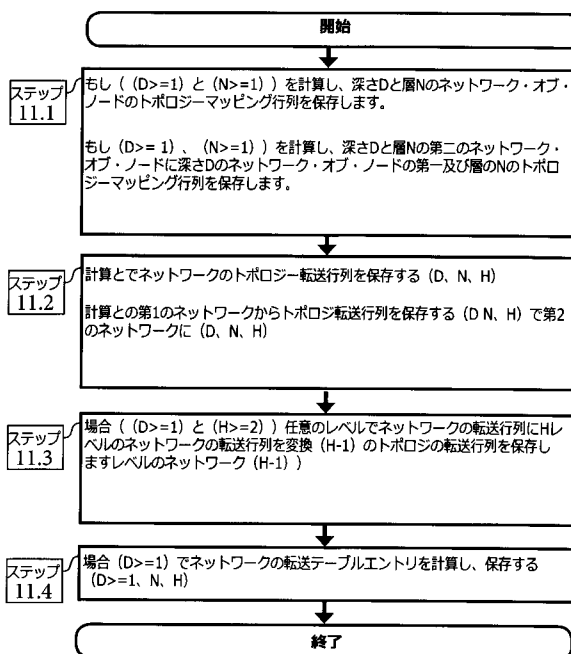 開始
ステップ
11.1
もし（（D>=1）と（N>=1））を計算し、深さDと層Nのネットワーク・オブ・
ノードのトポロジーマッピング行列を保存します。
もし（（D>= 1）、（N>=1））を計算し、深さDと層Nの第二のネットワーク・
オブ・ノードに深さDのネットワーク・オブ・ノードの第一及び層のNのトポロ
ジーマッピング行列を保存します。
ステップ
11.2
計算とでネットワークのトポロジー転送行列を保存する（D、N、H）
計算との第1のネットワークからトポロジ転送行列を保存する（D N、H）で第2
のネットワークに（D、N、H）
ステップ
11.3
場合（（D>=1）と（H>=2））任意のレベルでネットワークの転送行列にHレ
ベルのネットワークの転送行列を変換（H-1）のトポロジの転送行列を保存し
ますレベルのネットワーク（H-1））
ステップ
11.4
場合（D>=1）でネットワークの転送テーブルエントリを計算し、保存する
（D>=1、N、H）
終了